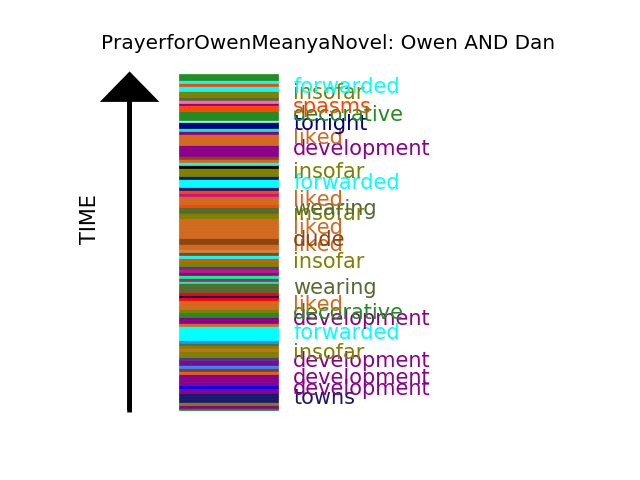 PrayerforOwenMeanyaNovel: Owen AND Dan
forwarded
insofar
spasms
decorative
tonight
liked
development
insofar
forwarded
liked
wearing
insofar
liked
dude
liked
insofar
wearing
liked
decorative
development
forwarded
insofar
development
development
development
towns
TIME